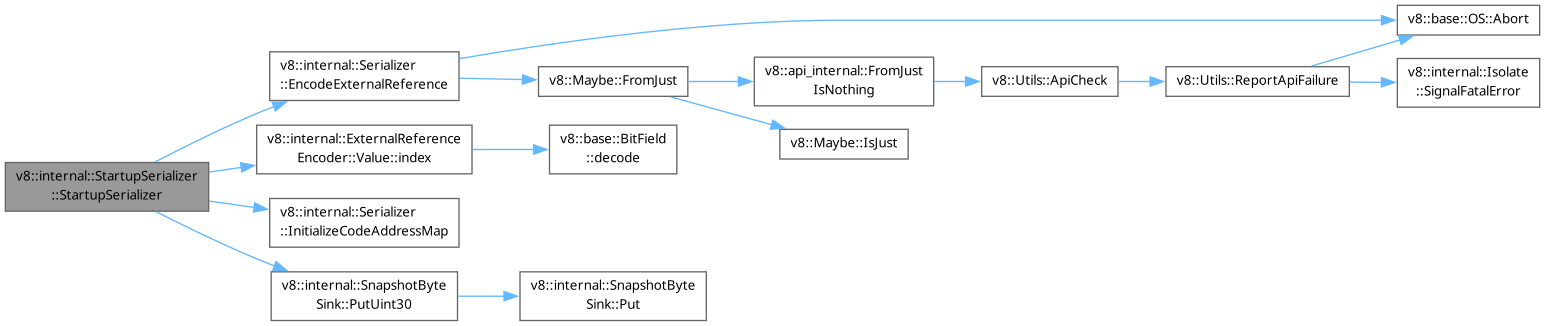 v8::internal::StartupSerializer
::StartupSerializer
v8::internal::Serializer
::EncodeExternalReference
v8::internal::ExternalReference
Encoder::Value::index
v8::internal::Serializer
::InitializeCodeAddressMap
v8::internal::SnapshotByte
Sink::PutUint30
v8::Maybe::FromJust
v8::base::BitField
::decode
v8::internal::SnapshotByte
Sink::Put
v8::api_internal::FromJust
IsNothing
v8::Maybe::IsJust
v8::Utils::ApiCheck
v8::Utils::ReportApiFailure
v8::base::OS::Abort
v8::internal::Isolate
::SignalFatalError